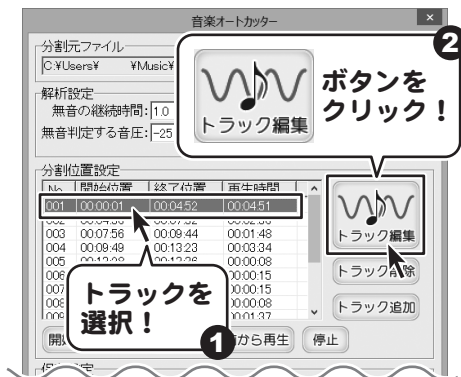 音楽オートカッター
×
分割元ファイル
C:¥Users¥ ¥Music¥
解析設定
無音の継続時間: 1.0
無音判定する音圧: -25
2
トラック編集
ボタンを
クリック！
分割位置設定
No. 開始位置 終了位置 再生時間
001 00:00:01 00:04:52 00:04:51
003 00:07:56 00:09:44 00:01:48
004 00:09:49 00:13:23 00:03:34
005 00:00:08
006 00:00:15
007 00:00:15
008 00:00:08
009 00:01:37
トラック編集
トラック削除
トラック追加
トラックを
選択！
1
から再生
停止